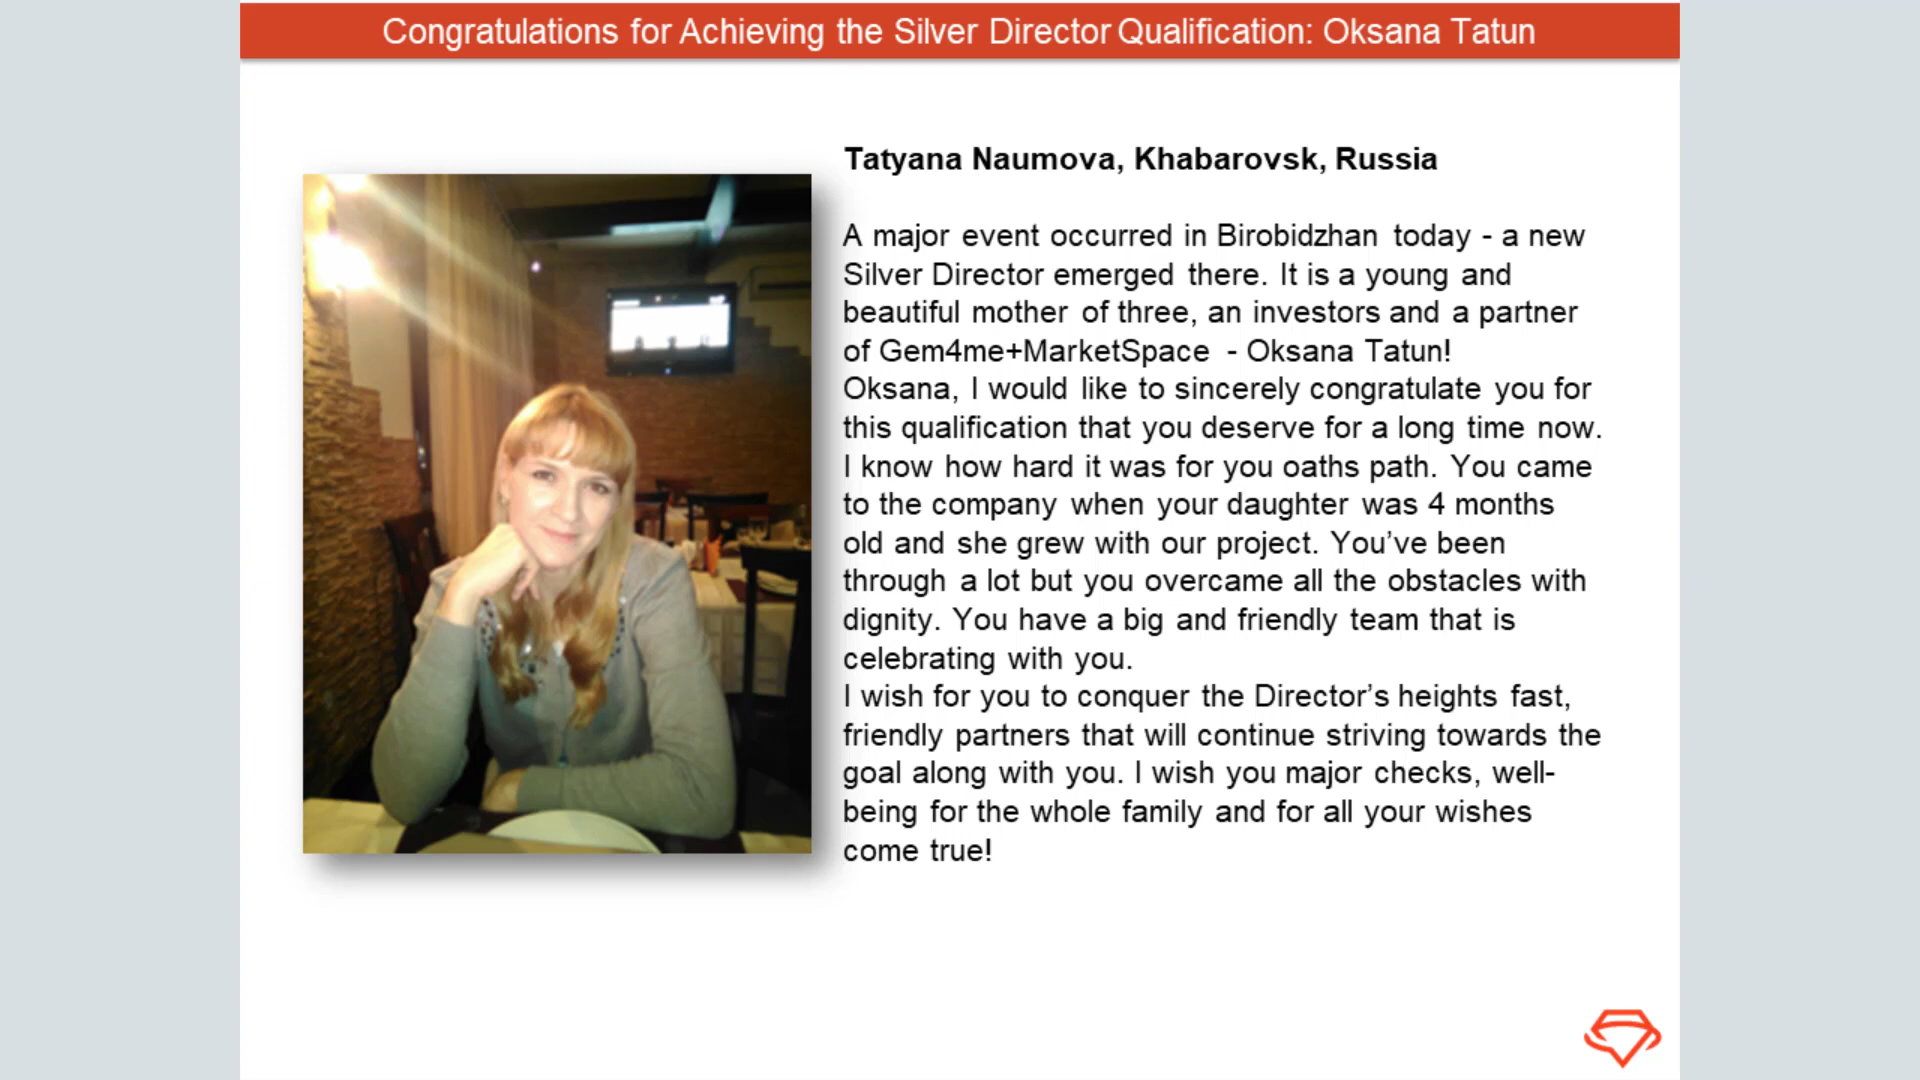 Congratulations for Achieving the Silver Director Qualification: Oksana Tatun
Tatyana Naumova, Khabarovsk, Russia
A major event occurred in Birobidzhan today - a new
Silver Director emerged there. It is a young and
beautiful mother of three, an investors and a partner
of Gem4me+MarketSpace - Oksana Tatun!
Oksana, I would like to sincerely congratulate you for
this qualification that you deserve for a long time now.
I know how hard it was for you oaths path. You came
to the company when your daughter was 4 months
old and she grew with our project. You’ve been
through a lot but you overcame all the obstacles with
dignity. You have a big and friendly team that is
celebrating with you.
I wish for you to conquer the Director’s heights fast,
friendly partners that will continue striving towards the
goal along with you. I wish you major checks, well-
being for the whole family and for all your wishes
come true!